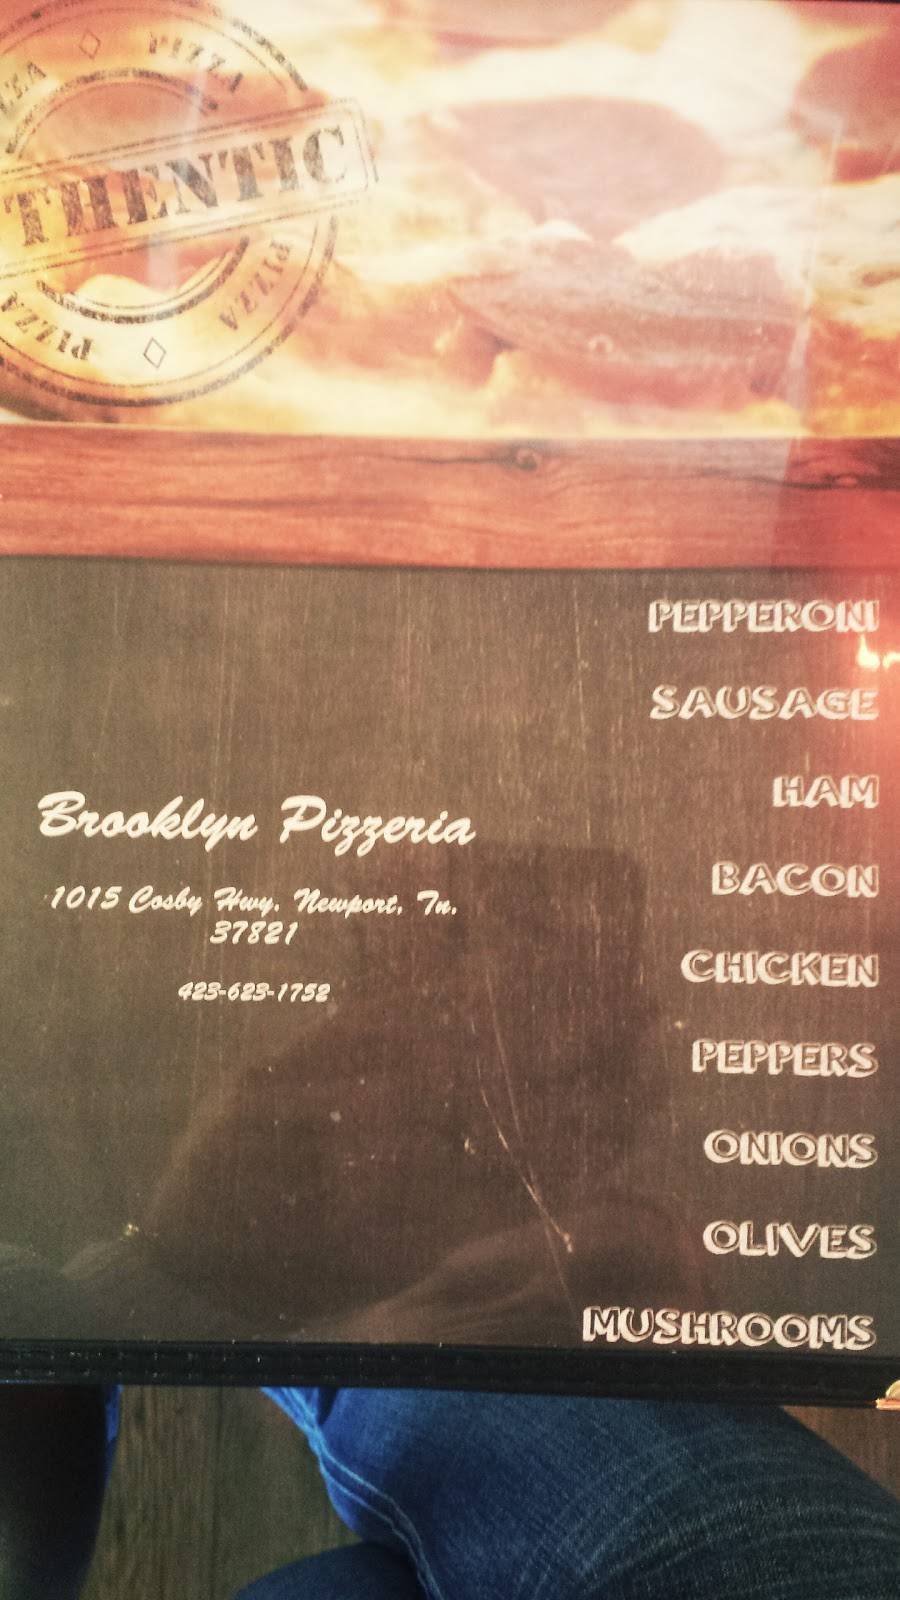 PIZZA
THENTIC
PIZZA
PIZZA
PEPPERONI
SAUSAGE
HAM
BACON
CHICKEN
PEPPERS
ONIONS
OLIVES
MUSHROOMS
Brooklyn Pizzeria
1015 Cosby Hwy. Newport, Tn.
37821
423-623-1752